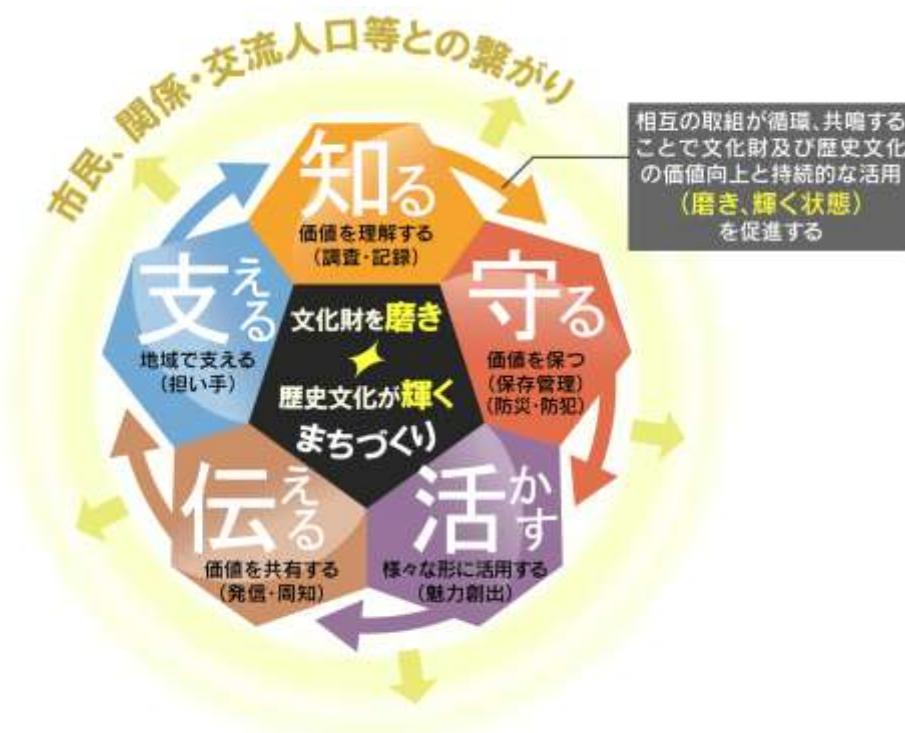 市民、関係・交流人口等との繋がり
相互の取組が循環、共鳴する
ことで文化財及び歴史文化
の価値向上と持続的な活用
(磨き、輝く状態)
を促進する
知る
価値を理解する
(調査・記録)
守る
価値を保つ
(保存管理)
(防災・防犯)
活かす
様々な形に活用する
(魅力創出)
伝える
価値を共有する
(発信・周知)
支える
地域で支える
(担い手)
文化財を磨き
歴史文化が輝く
まちづくり